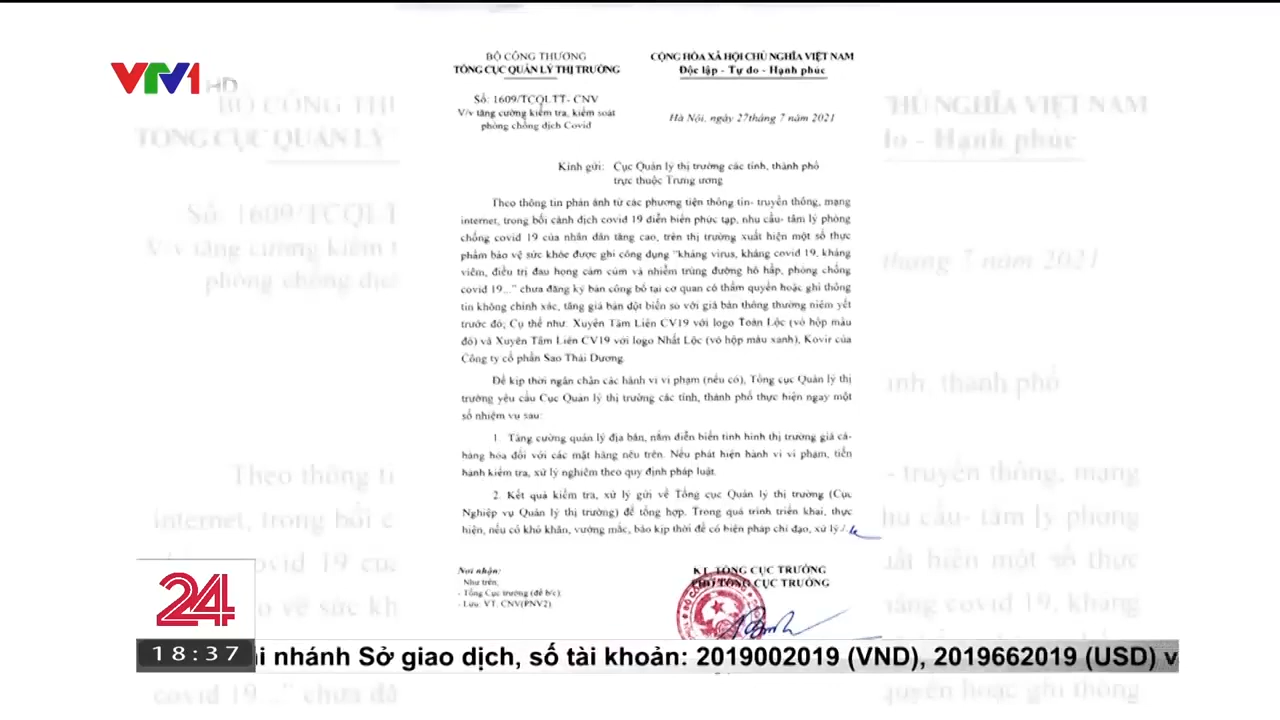 VTV1 HD
BỘ CÔNG THƯƠNG
TỔNG CỤC QUẢN LÝ THỊ TRƯỜNG
CỘNG HÒA XÃ HỘI CHỦ NGHĨA VIỆT NAM
Độc lập - Tự do - Hạnh phúc
Số: 1609/TCQLTT- CNV
V/v tăng cường kiểm tra, kiểm soát
phòng chống dịch Covid
Hà Nội, ngày 27tháng 7 năm 2021
Kính gửi: Cục Quản lý thị trường các tỉnh, thành phố
trực thuộc Trưng ương
Theo thông tin phản ánh từ các phương tiện thông tin- truyền thông, mạng
internet, trong bối cảnh dịch covid 19 diễn biến phức tạp, nhu cầu- tâm lý phòng
chống covid 19 của nhân dân tăng cao, trên thị trường xuất hiện một số thực
phẩm bảo vệ sức khỏe được ghi công dụng "kháng virus, kháng covid 19, kháng
viêm, điều trị đau họng cảm cúm và nhiễm trùng đường hô hấp, phòng chống
covid 19..." chưa đăng ký bản công bố tại cơ quan có thẩm quyền hoặc ghi thông
tin không chính xác, tăng giá bán đột biến so với giá bán thông thường niêm yết
trước đó; Cụ thể như: Xuyên Tâm Liên CV19 với logo Toàn Lộc (vỏ hộp màu
đỏ) và Xuyên Tâm Liên CV19 với logo Nhất Lộc (vỏ hộp màu xanh), Kovir của
Công ty cổ phần Sao Thái Dương.
Để kịp thời ngăn chặn các hành vi vi phạm (nếu có), Tổng cục Quản lý thị
trường yêu cầu Cục Quản lý thị trường các tỉnh, thành phố thực hiện ngay một
số nhiệm vụ sau:
1. Tăng cường quản lý địa bàn, nắm diễn biến tình hình thị trường giá cả-
hàng hóa đối với các mặt hàng nêu trên. Nếu phát hiện hành vi vi phạm, tiến
hành kiểm tra, xử lý nghiêm theo quy định pháp luật.
2. Kết quả kiểm tra, xử lý gửi về Tổng cục Quản lý thị trường (Cục
Nghiệp vụ Quản lý thị trường) để tổng hợp. Trong quá trình triển khai, thực
hiện, nếu có khó khăn, vướng mắc, báo kịp thời để có biện pháp chỉ đạo, xử lý./.
Nơi nhận:
Như trên;
- Tổng Cục trưởng (để b/c);
- Lưu: VT, CNV(PNV2).
KT. TỔNG CỤC TRƯỞNG
PHÓ TỔNG CỤC TRƯỞNG
24
18:37
nhánh Sở giao dịch, số tài khoản: 2019002019 (VND), 2019662019 (USD) v